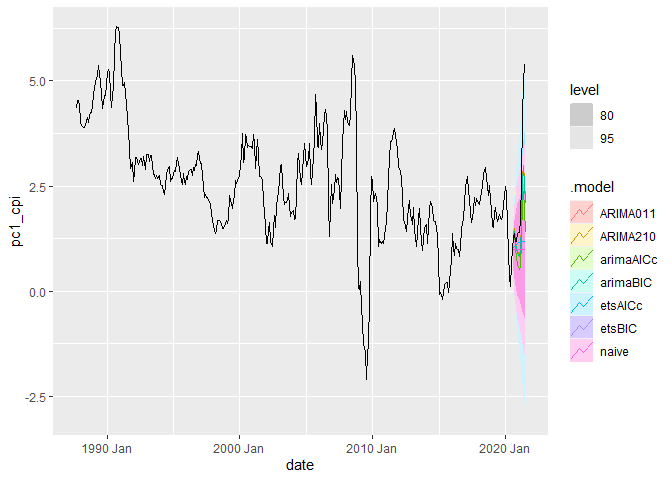 5.0
2.5
0.0
-2.5
pc1_cpi
1990 Jan
2000 Jan
2010 Jan
2020 Jan
date
level
80
95
.model
ARIMA011
ARIMA210
arimaAICc
arimaBIC
etsAICc
etsBIC
naive